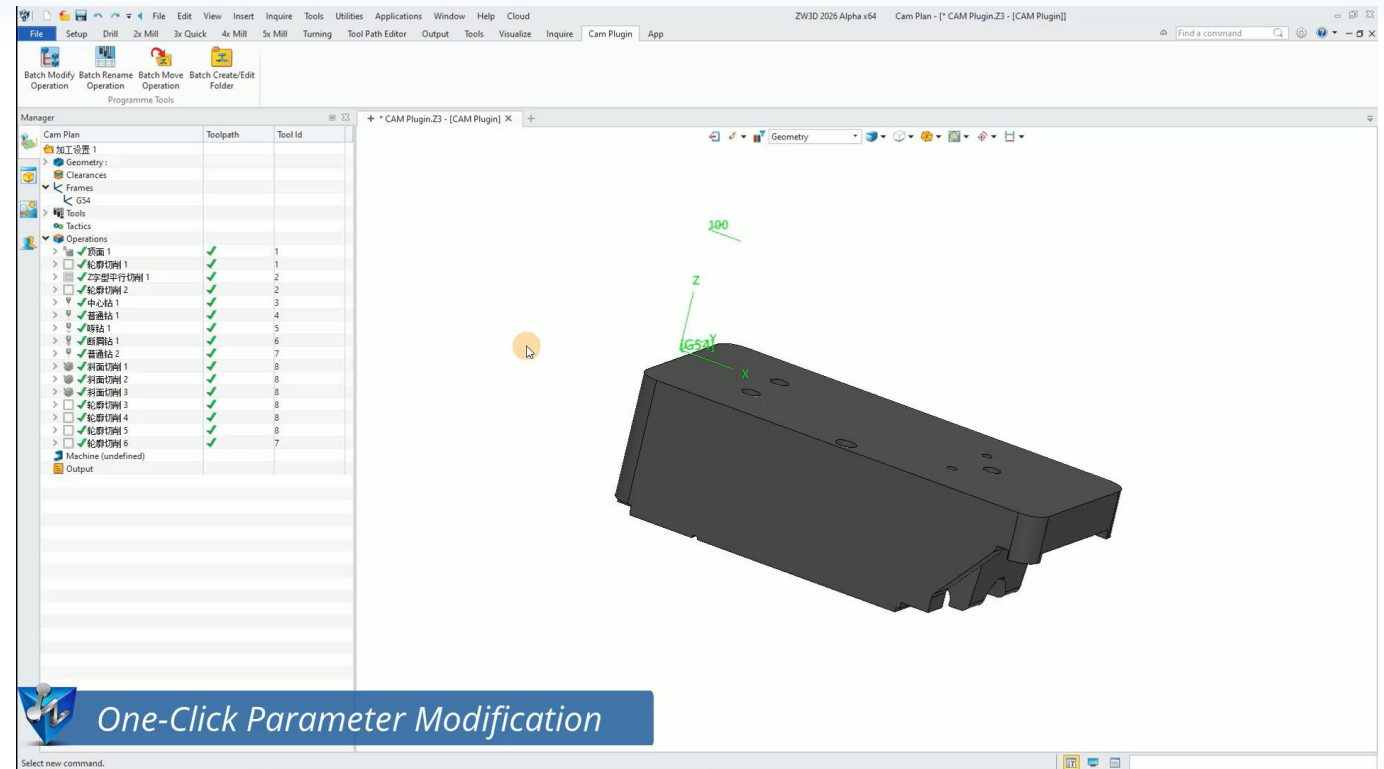 File Edit View Insert Inquire Tools Utilities Applications Window Help Cloud ZW3D 2026 Alpha x64 Cam Plan - [* CAM Plugin.Z3 - [CAM Plugin]]
File Setup Drill 2x Mill 3x Quick 4x Mill 5x Mill Turning Tool Path Editor Output Tools Visualize Inquire Cam Plugin App Find a command
Batch Modify Batch Rename Batch Move Batch Create/Edit
Operation Operation Operation Folder
Programme Tools
Manager + * CAM Plugin.Z3 - [CAM Plugin] X +
Cam Plan Toolpath Tool Id Geometry
加工设置 1
Geometry :
Clearances
Frames
G54
Tools
Tactics
Operations
顶面 1 1
轮廓切削 1 1
Z字型平行切削 1 2
轮廓切削 2 2
中心钻 1 3
普通钻 1 4
啄钻 1 5
断屑钻 1 6
普通钻 2 7
斜面切削 1 8
斜面切削 2 8
斜面切削 3 8
轮廓切削 3 8
轮廓切削 4 8
轮廓切削 5 8
轮廓切削 6 7
Machine (undefined)
Output
100
Z
Y
(G54)
X
One-Click Parameter Modification
Select new command.